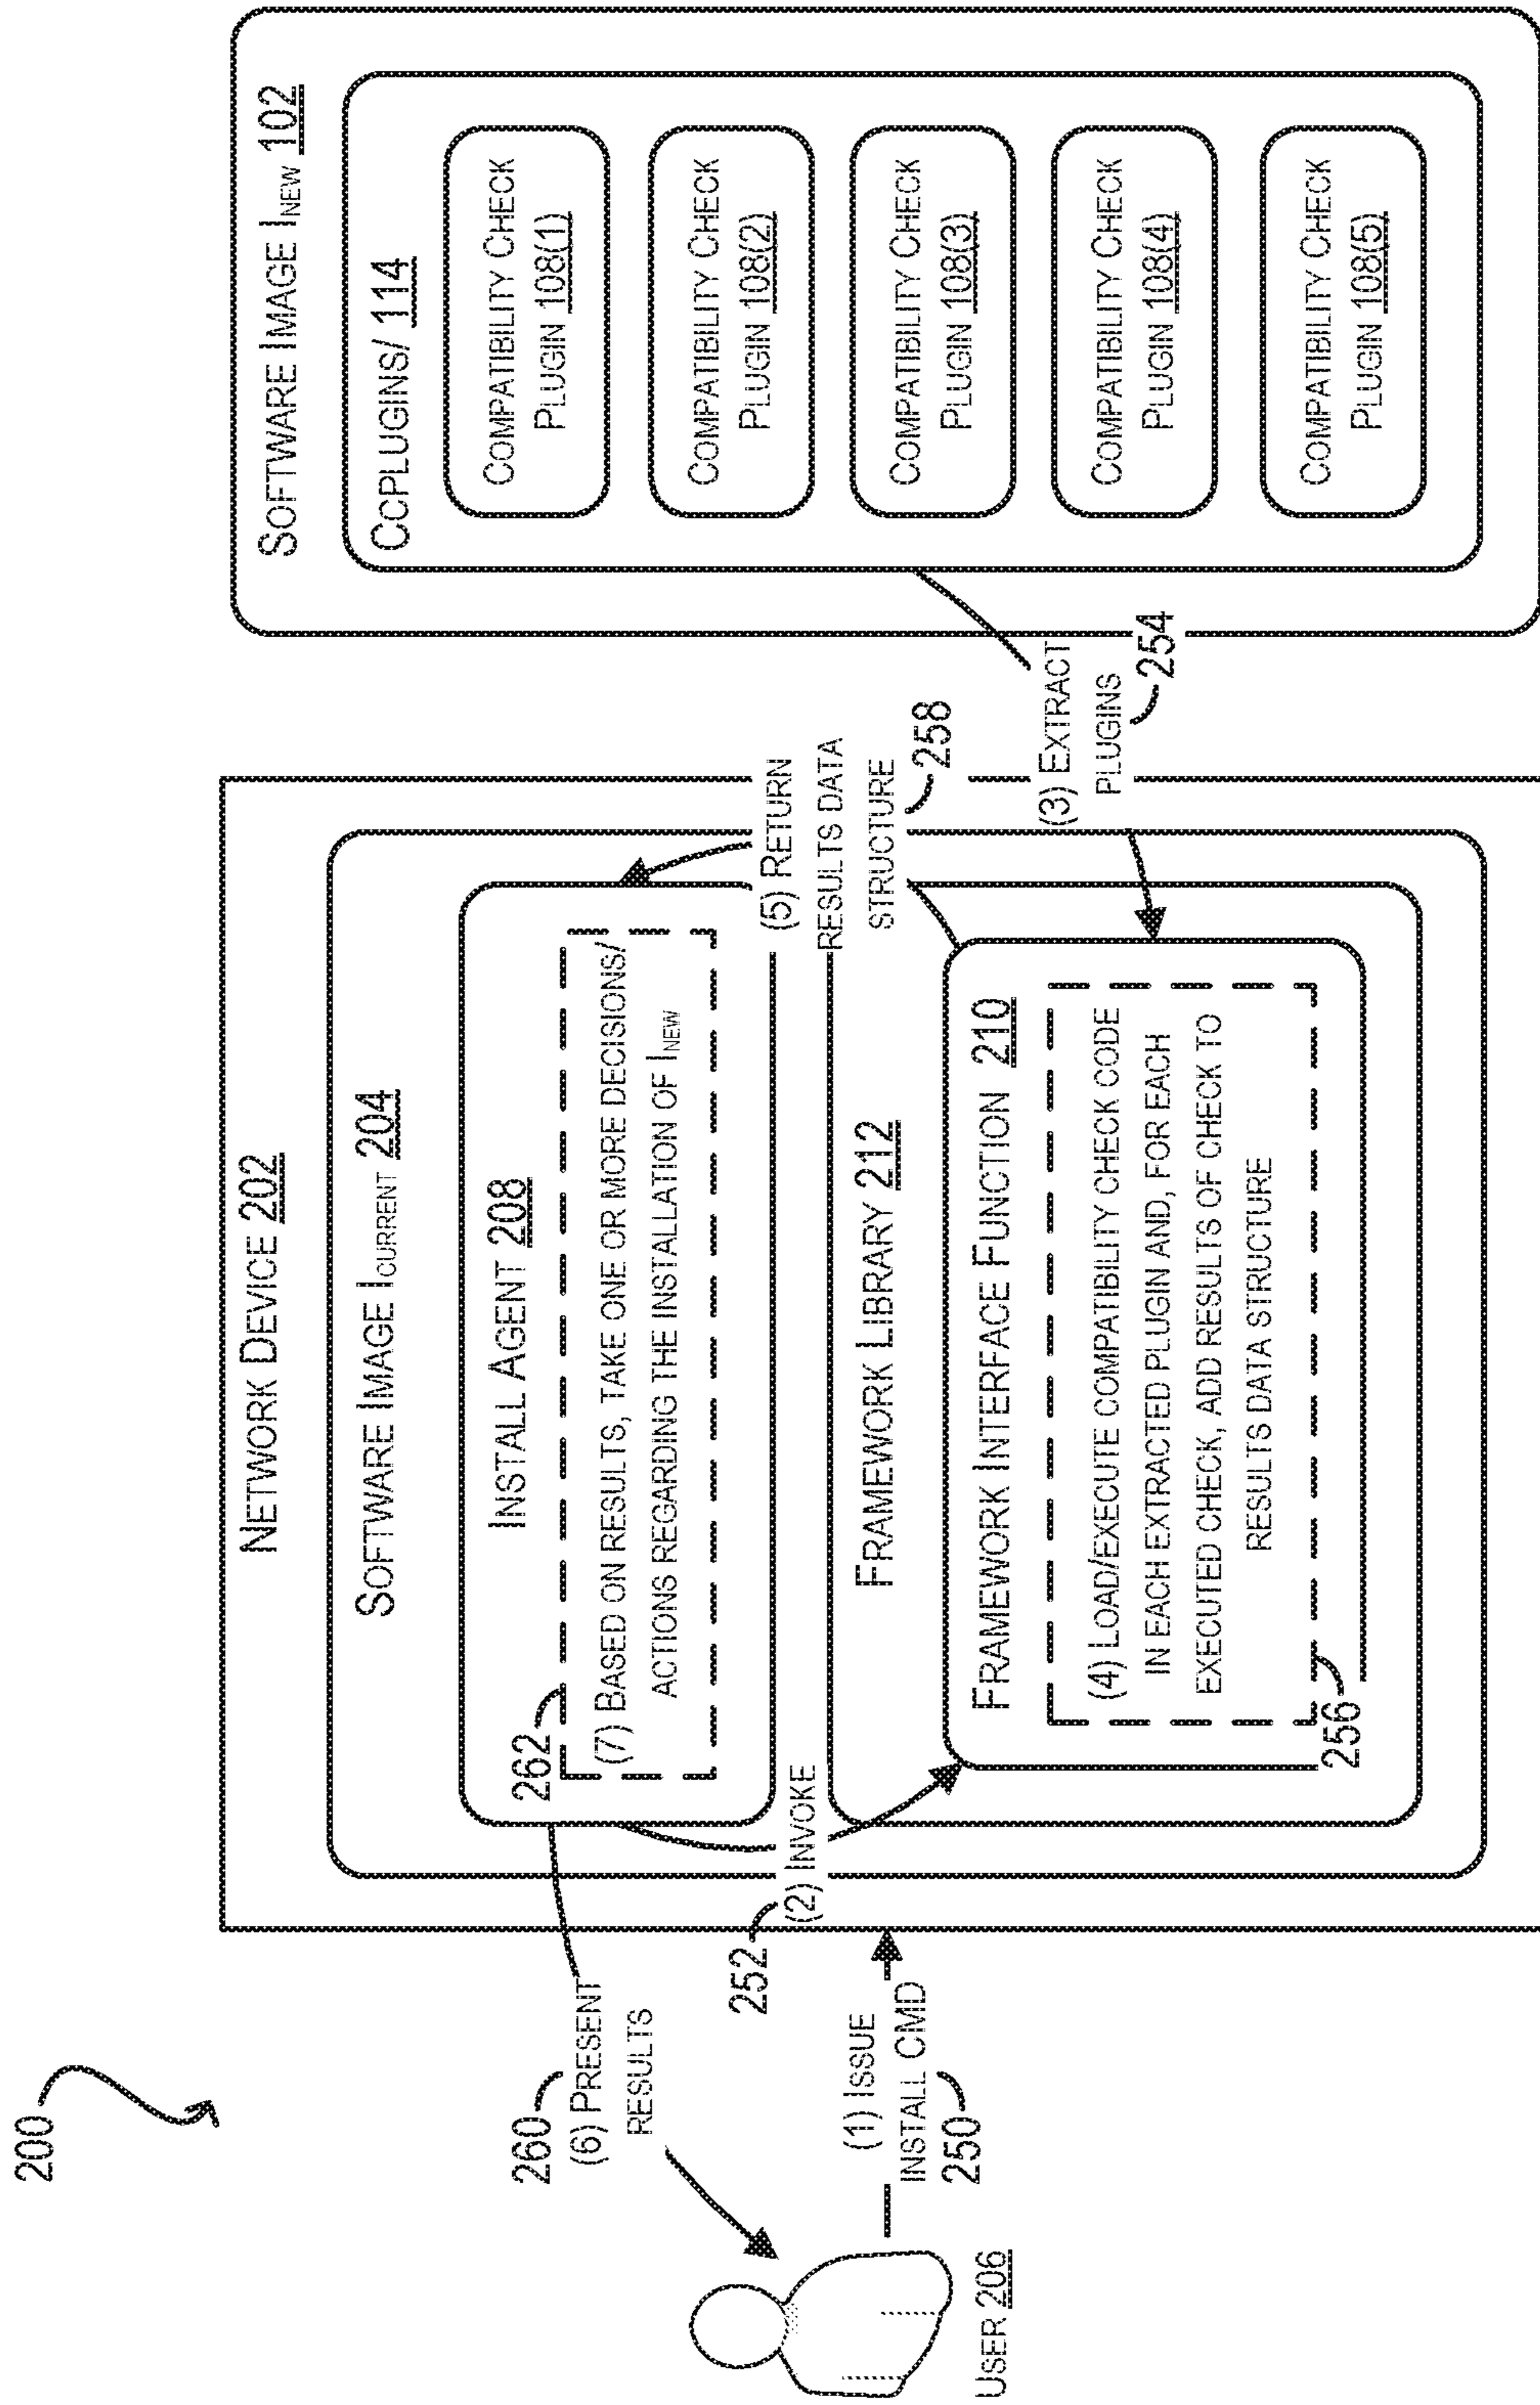 200
NETWORK DEVICE 202
SOFTWARE IMAGE ICURRENT 204
INSTALL AGENT 208
262
(7) BASED ON RESULTS, TAKE ONE OR MORE DECISIONS/
ACTIONS REGARDING THE INSTALLATION OF INEW
260
(6) PRESENT
RESULTS
252
(2) INVOKE
(1) ISSUE
INSTALL CMD
250
USER 206
FRAMEWORK LIBRARY 212
FRAMEWORK INTERFACE FUNCTION 210
(4) LOAD/EXECUTE COMPATIBILITY CHECK CODE
IN EACH EXTRACTED PLUGIN AND, FOR EACH
EXECUTED CHECK, ADD RESULTS OF CHECK TO
RESULTS DATA STRUCTURE
256
(5) RETURN
RESULTS DATA
STRUCTURE
258
(3) EXTRACT
PLUGINS
254
SOFTWARE IMAGE INEW 102
CCPLUGINS/ 114
COMPATIBILITY CHECK
PLUGIN 108(1)
COMPATIBILITY CHECK
PLUGIN 108(2)
COMPATIBILITY CHECK
PLUGIN 108(3)
COMPATIBILITY CHECK
PLUGIN 108(4)
COMPATIBILITY CHECK
PLUGIN 108(5)